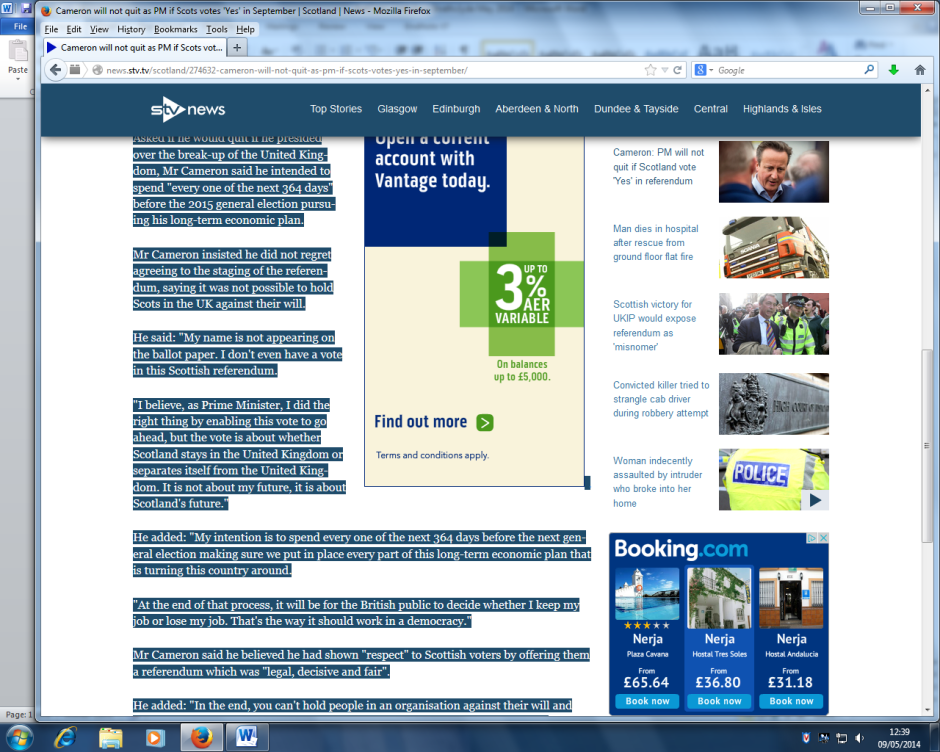 Cameron will not quit as PM if Scots votes 'Yes' in September | Scotland | News - Mozilla Firefox
File
File Edit View History Bookmarks Tools Help
Cameron will not quit as PM if Scots vot...
Paste
news.stv.tv/scotland/274632-cameron-will-not-quit-as-pm-if-scots-votes-yes-in-september/
Google
stv news
Top Stories Glasgow Edinburgh Aberdeen & North Dundee & Tayside Central Highlands & Isles
Asked if he would quit if he presided
over the break-up of the United King-
dom, Mr Cameron said he intended to
spend "every one of the next 364 days"
before the 2015 general election pursu-
ing his long-term economic plan.
Mr Cameron insisted he did not regret
agreeing to the staging of the referen-
dum, saying it was not possible to hold
Scots in the UK against their will.
He said: "My name is not appearing on
the ballot paper. I don't even have a vote
in this Scottish referendum.
"I believe, as Prime Minister, I did the
right thing by enabling this vote to go
ahead, but the vote is about whether
Scotland stays in the United Kingdom or
separates itself from the United King-
dom. It is not about my future, it is about
Scotland's future."
He added: "My intention is to spend every one of the next 364 days before the next gen-
eral election making sure we put in place every part of this long-term economic plan that
is turning this country around.
"At the end of that process, it will be for the British public to decide whether I keep my
job or lose my job. That's the way it should work in a democracy."
Mr Cameron said he believed he had shown "respect" to Scottish voters by offering them
a referendum which was "legal, decisive and fair".
He added: "In the end, you can't hold people in an organisation against their will and
Open a current
account with
Vantage today.
UP TO
3%
AER
VARIABLE
On balances
up to £5,000.
Find out more
Terms and conditions apply.
Cameron: PM will not
quit if Scotland vote
'Yes' in referendum
Man dies in hospital
after rescue from
ground floor flat fire
Scottish victory for
UKIP would expose
referendum as
'misnomer'
Convicted killer tried to
strangle cab driver
during robbery attempt
Woman indecently
assaulted by intruder
who broke into her
home
POLICE
Booking.com
Nerja Nerja Nerja
Plaza Cavana Hostal Tres Soles Hostal Andalucia
From From From
£65.64 £36.80 £31.18
Book now Book now Book now
Page: 1
12:39
09/05/2014